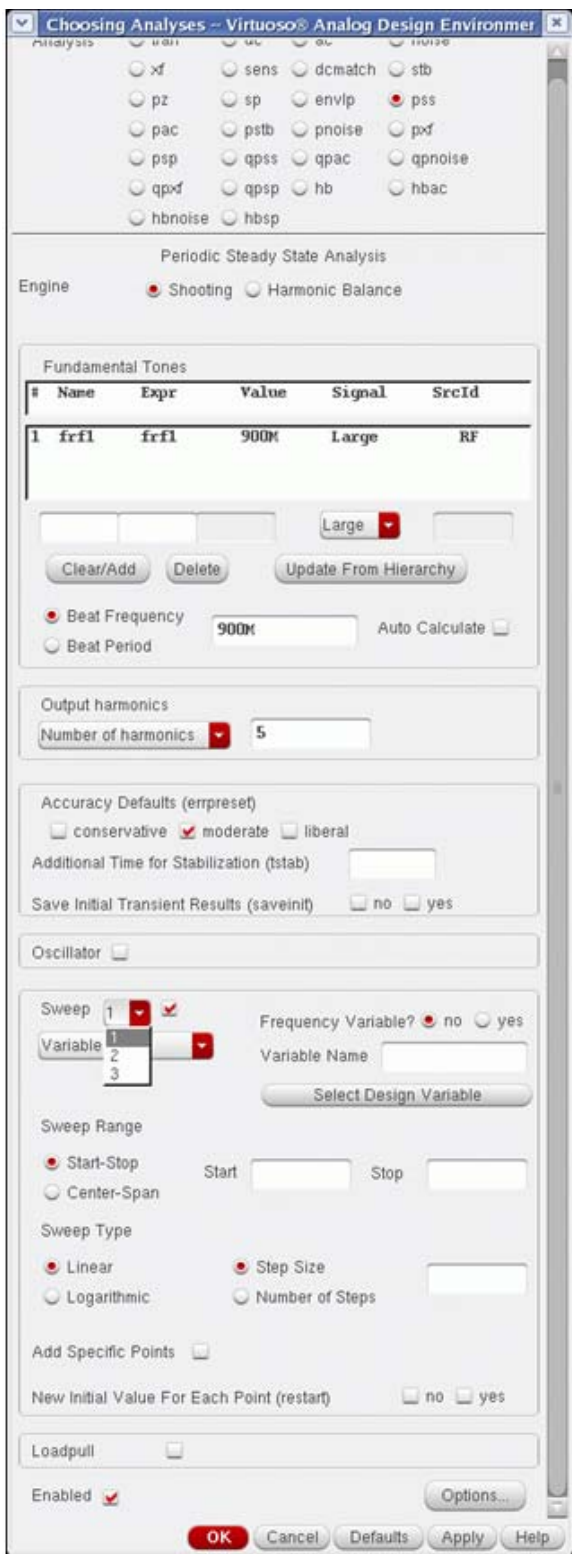 Choosing Analyses -- Virtuoso® Analog Design Environmer
Analysis tran dc ac noise
xf sens dcmatch stb
pz sp envlp pss
pac pstb pnoise pxf
psp qpss qpac qpnoise
qpxf qpsp hb hbac
hbnoise hbsp
Periodic Steady State Analysis
Engine Shooting Harmonic Balance
Fundamental Tones
# Name Expr Value Signal SrcId
1 frf1 frf1 900M Large RF
Large
Clear/Add Delete Update From Hierarchy
Beat Frequency 900M Auto Calculate
Beat Period
Output harmonics
Number of harmonics 5
Accuracy Defaults (errpreset)
conservative moderate liberal
Additional Time for Stabilization (tstab)
Save Initial Transient Results (saveinit) no yes
Oscillator
Sweep 1 Frequency Variable? no yes
1
Variable 2 Variable Name
3
Select Design Variable
Sweep Range
Start-Stop Start Stop
Center-Span
Sweep Type
Linear Step Size
Logarithmic Number of Steps
Add Specific Points
New Initial Value For Each Point (restart) no yes
Loadpull
Enabled Options...
OK Cancel Defaults Apply Help